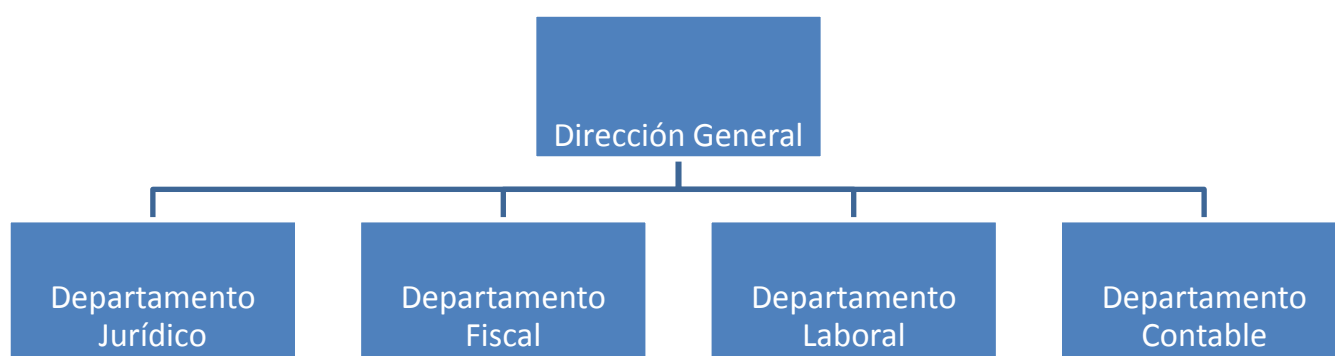 Dirección General
Departamento
Jurídico
Departamento
Fiscal
Departamento
Laboral
Departamento
Contable